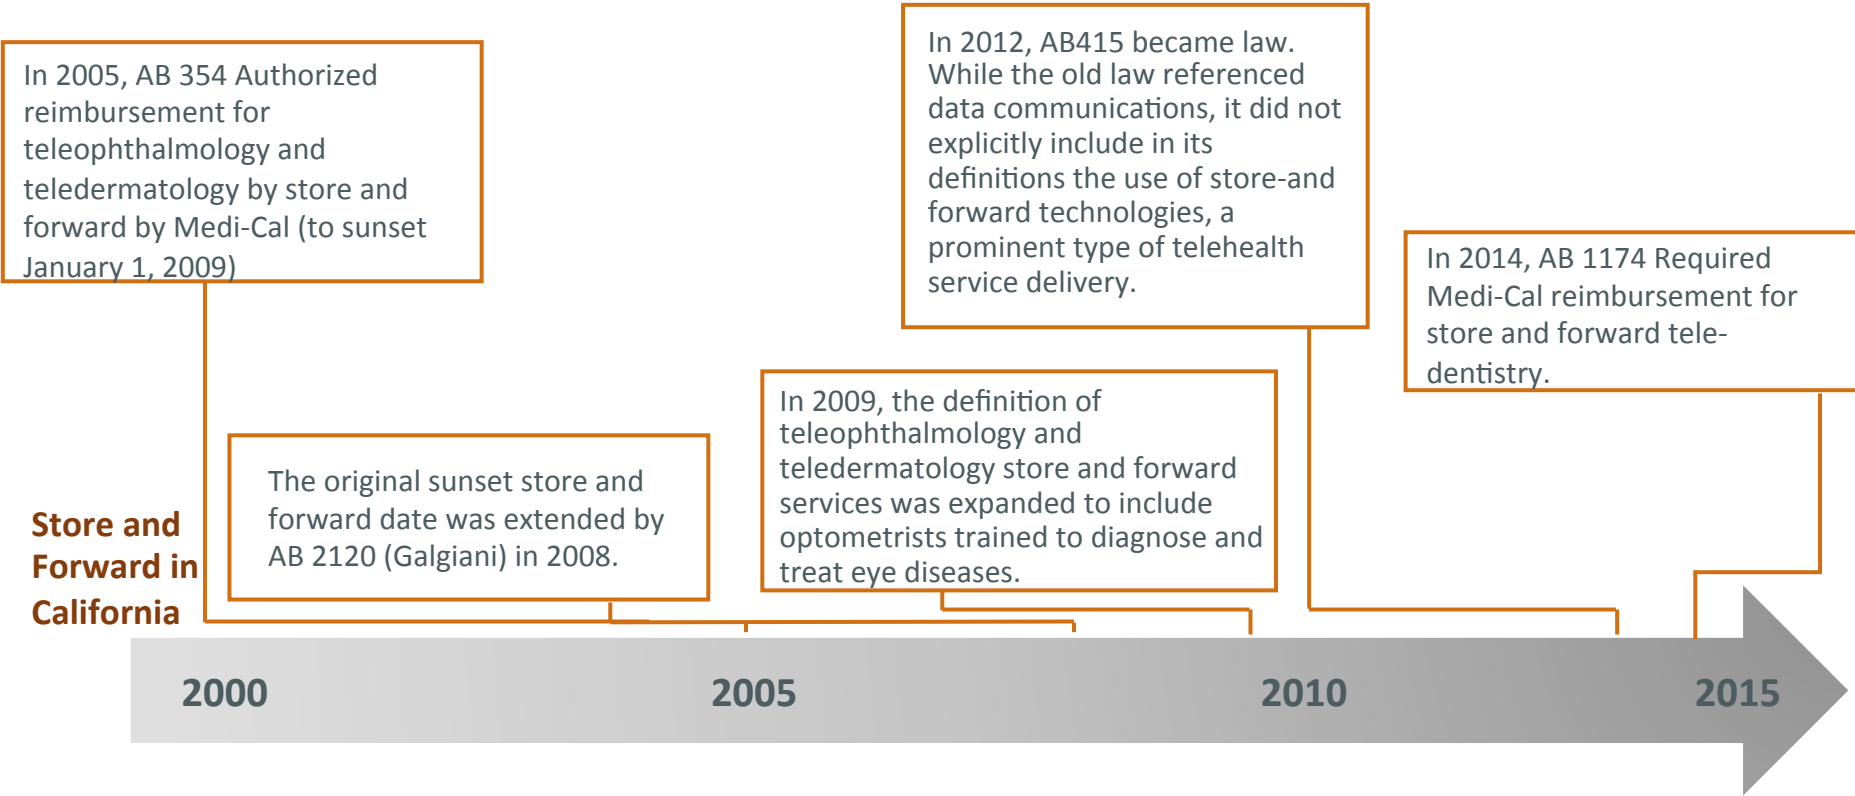 In 2005, AB 354 Authorized
reimbursement for
teleophthalmology and
teledermatology by store and
forward by Medi-Cal (to sunset
January 1, 2009)
The original sunset store and
forward date was extended by
AB 2120 (Galgiani) in 2008.
In 2009, the definition of
teleophthalmology and
teledermatology store and forward
services was expanded to include
optometrists trained to diagnose and
treat eye diseases.
In 2012, AB415 became law.
While the old law referenced
data communications, it did not
explicitly include in its
definitions the use of store-and
forward technologies, a
prominent type of telehealth
service delivery.
In 2014, AB 1174 Required
Medi-Cal reimbursement for
store and forward tele-
dentistry.
Store and
Forward in
California
2000
2005
2010
2015